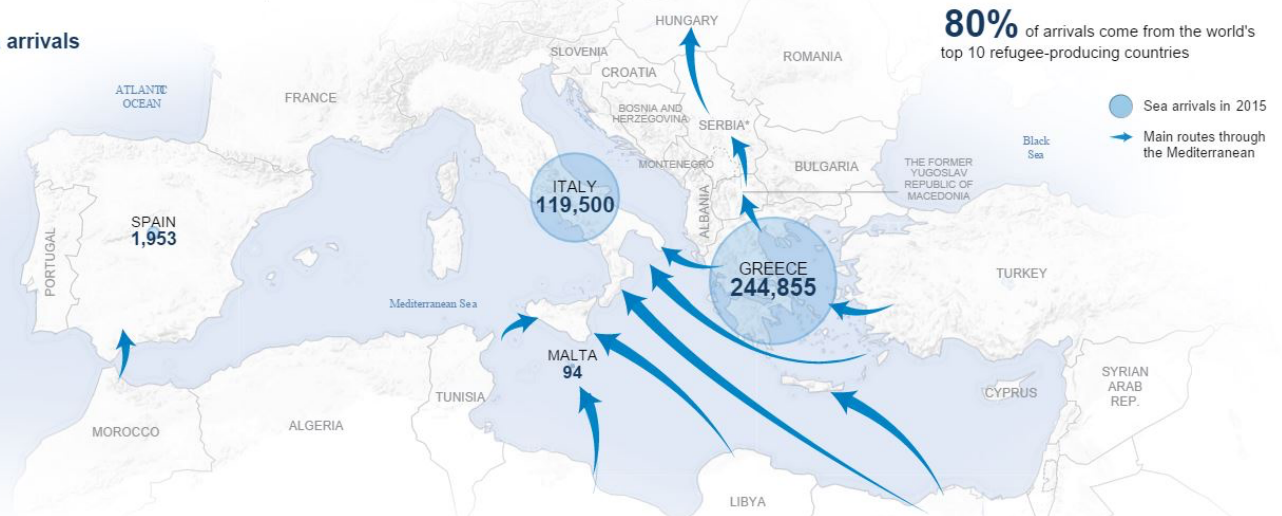 arrivals
80% of arrivals come from the world's
top 10 refugee-producing countries
Sea arrivals in 2015
Main routes through
the Mediterranean
HUNGARY
SLOVENIA
ROMANIA
CROATIA
ATLANTIC
OCEAN
FRANCE
BOSNIA AND
HERZEGOVINA
SERBIA*
Black
Sea
MONTENEGRO
BULGARIA
THE FORMER
YUGOSLAV
REPUBLIC OF
MACEDONIA
ITALY
119,500
ALBANIA
SPAIN
1,953
PORTUGAL
GREECE
244,855
TURKEY
Mediterranean Sea
MALTA
94
TUNISIA
CYPRUS
SYRIAN
ARAB
REP.
MOROCCO
ALGERIA
LIBYA